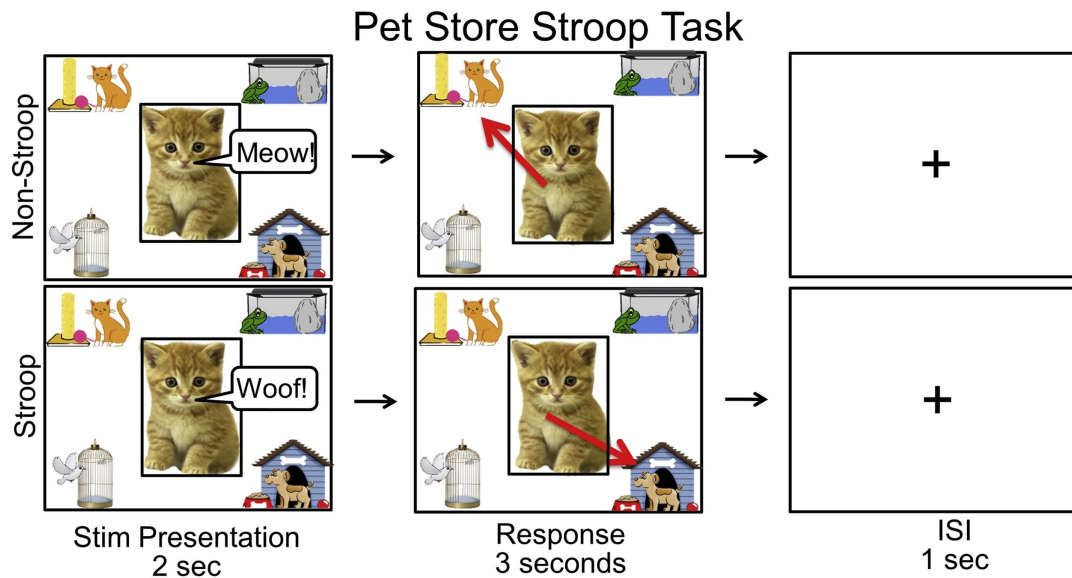 Pet Store Stroop Task
Non-Stroop
Meow!
+
Stroop
Woof!
+
Stim Presentation
2 sec
Response
3 seconds
ISI
1 sec